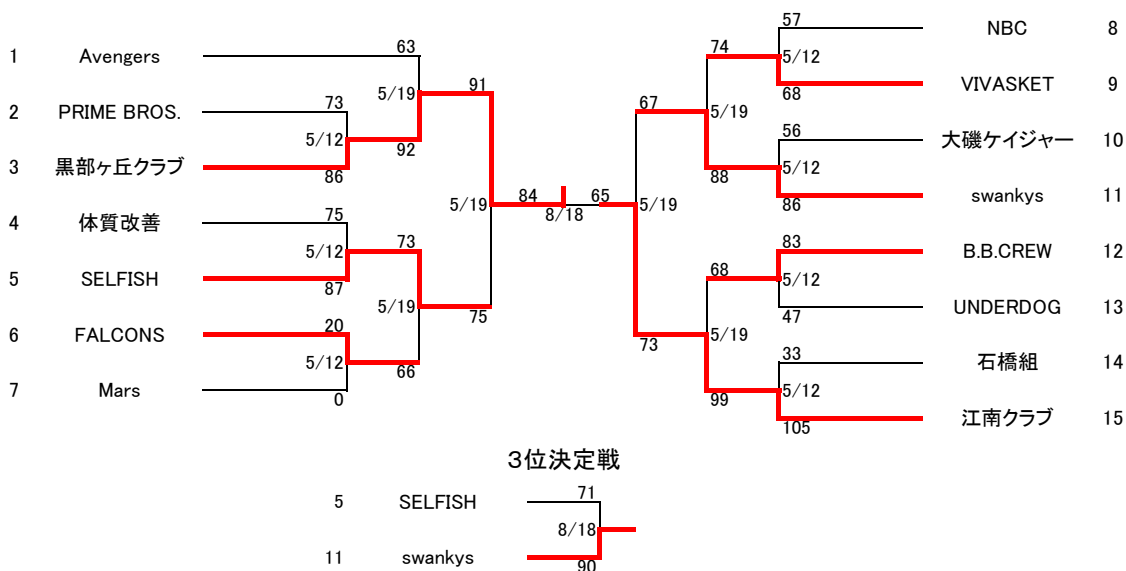 1 Avengers 63
2 PRIME BROS. 73
3 黒部ヶ丘クラブ 86
4 体質改善 75
5 SELFISH 87
6 FALCONS 20
7 Mars 0
5/12
5/12
5/12
92
73
66
5/19
5/19
91
75
5/19
84
8/18
65
5/19
67
73
5/19
5/19
74
88
68
99
5/12
5/12
5/12
5/12
57 NBC 8
68 VIVASKET 9
56 大磯ケイジャー 10
86 swankys 11
83 B.B.CREW 12
47 UNDERDOG 13
33 石橋組 14
105 江南クラブ 15
3位決定戦
5 SELFISH 71
8/18
11 swankys 90